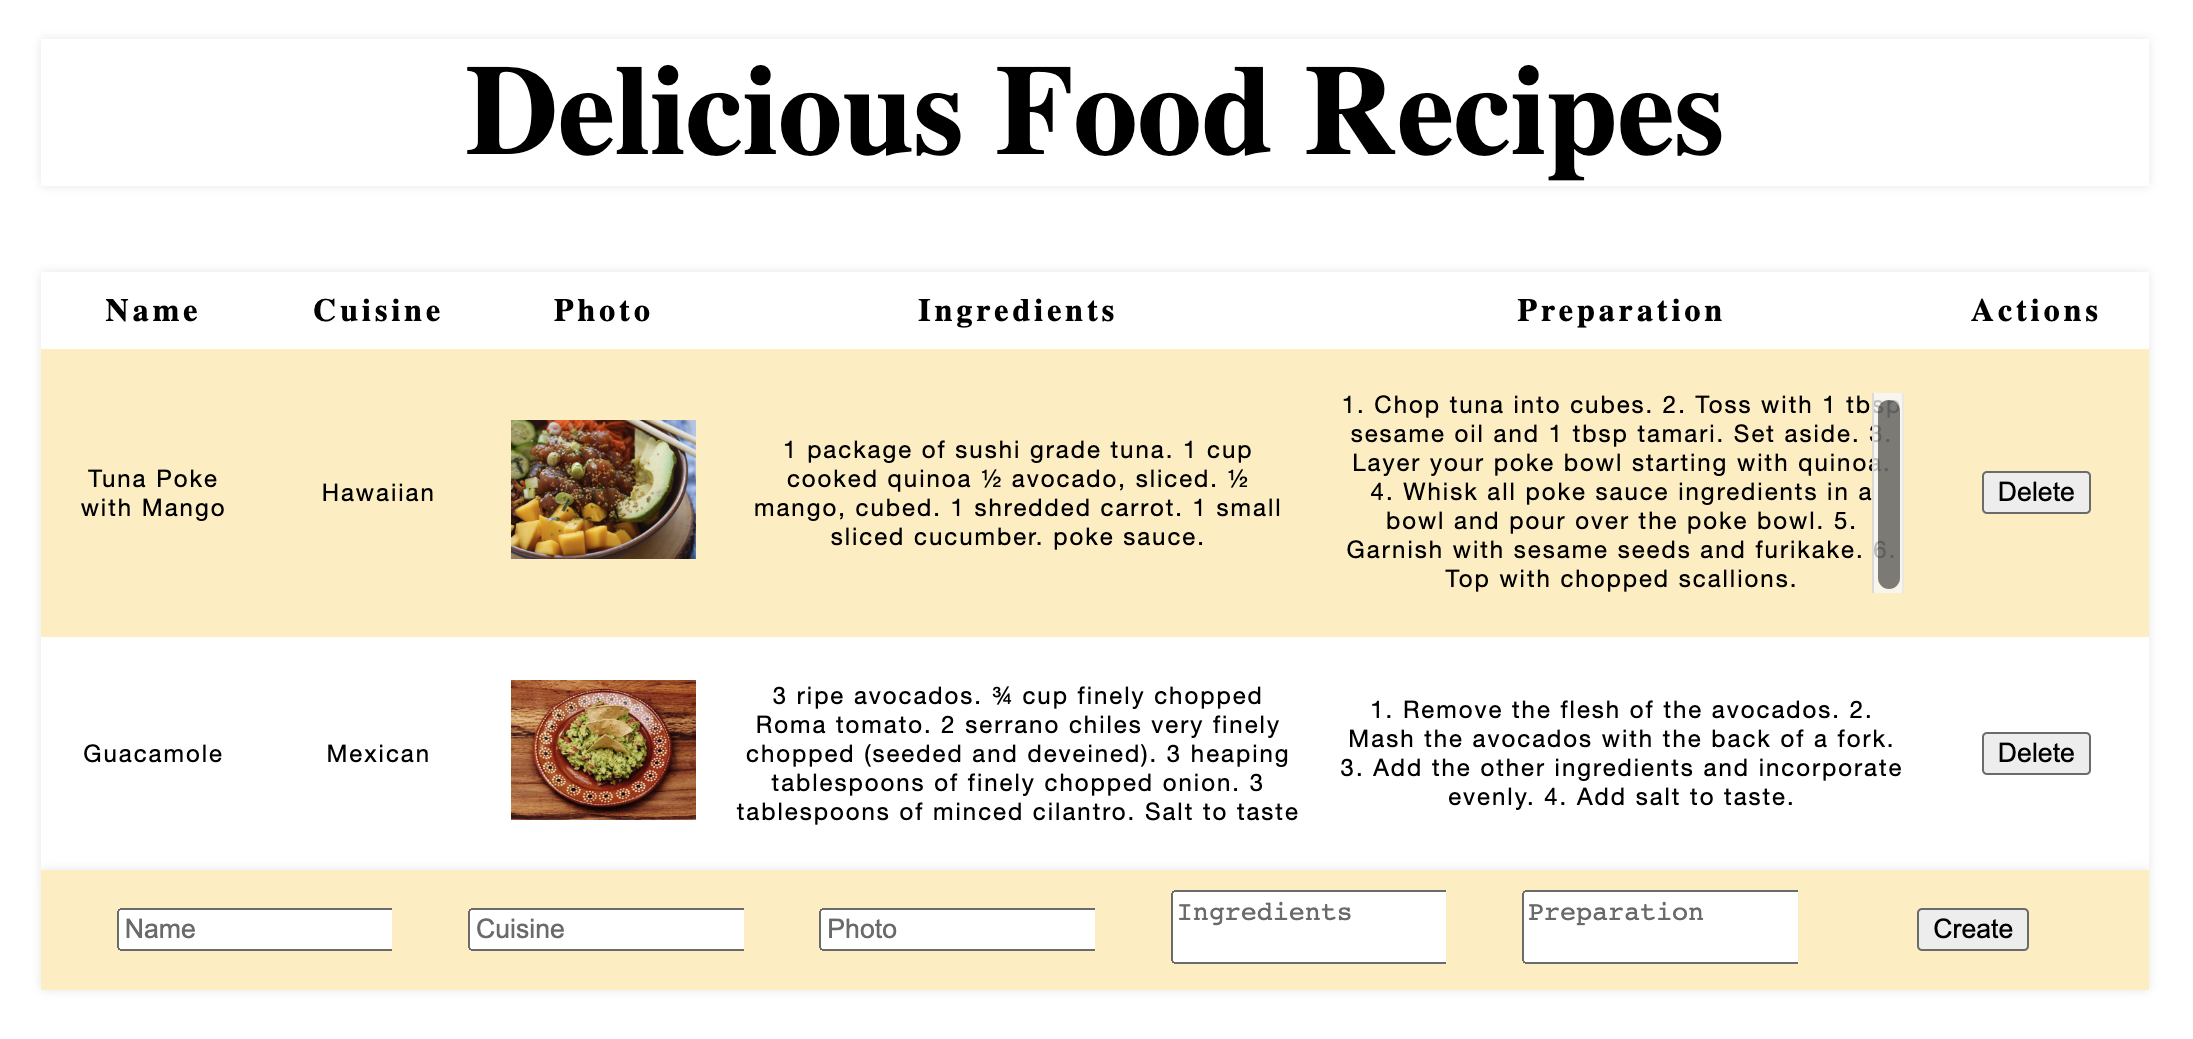 Delicious Food Recipes
Name Cuisine Photo Ingredients Preparation Actions
Tuna Poke
with Mango
Hawaiian
1 package of sushi grade tuna. 1 cup
cooked quinoa ½ avocado, sliced. ½
mango, cubed. 1 shredded carrot. 1 small
sliced cucumber. poke sauce.
1. Chop tuna into cubes. 2. Toss with 1 tbsp
sesame oil and 1 tbsp tamari. Set aside. 3.
Layer your poke bowl starting with quinoa.
4. Whisk all poke sauce ingredients in a
bowl and pour over the poke bowl. 5.
Garnish with sesame seeds and furikake. 6.
Top with chopped scallions.
Delete
Guacamole
Mexican
3 ripe avocados. ¾ cup finely chopped
Roma tomato. 2 serrano chiles very finely
chopped (seeded and deveined). 3 heaping
tablespoons of finely chopped onion. 3
tablespoons of minced cilantro. Salt to taste
1. Remove the flesh of the avocados. 2.
Mash the avocados with the back of a fork.
3. Add the other ingredients and incorporate
evenly. 4. Add salt to taste.
Delete
Name
Cuisine
Photo
Ingredients
Preparation
Create